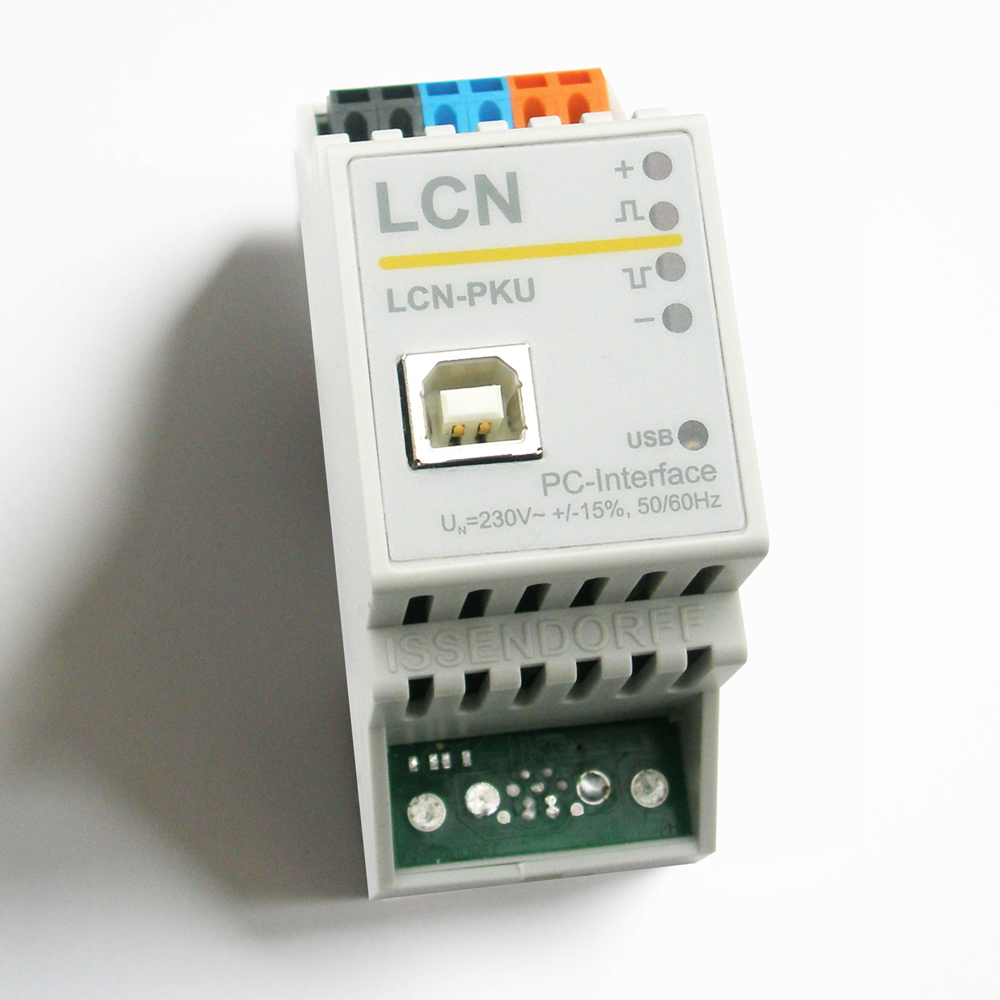 LCN
+
LCN-PKU
–
USB
PC-Interface
UN=230V~ +/-15%, 50/60Hz
ISSENDORFF